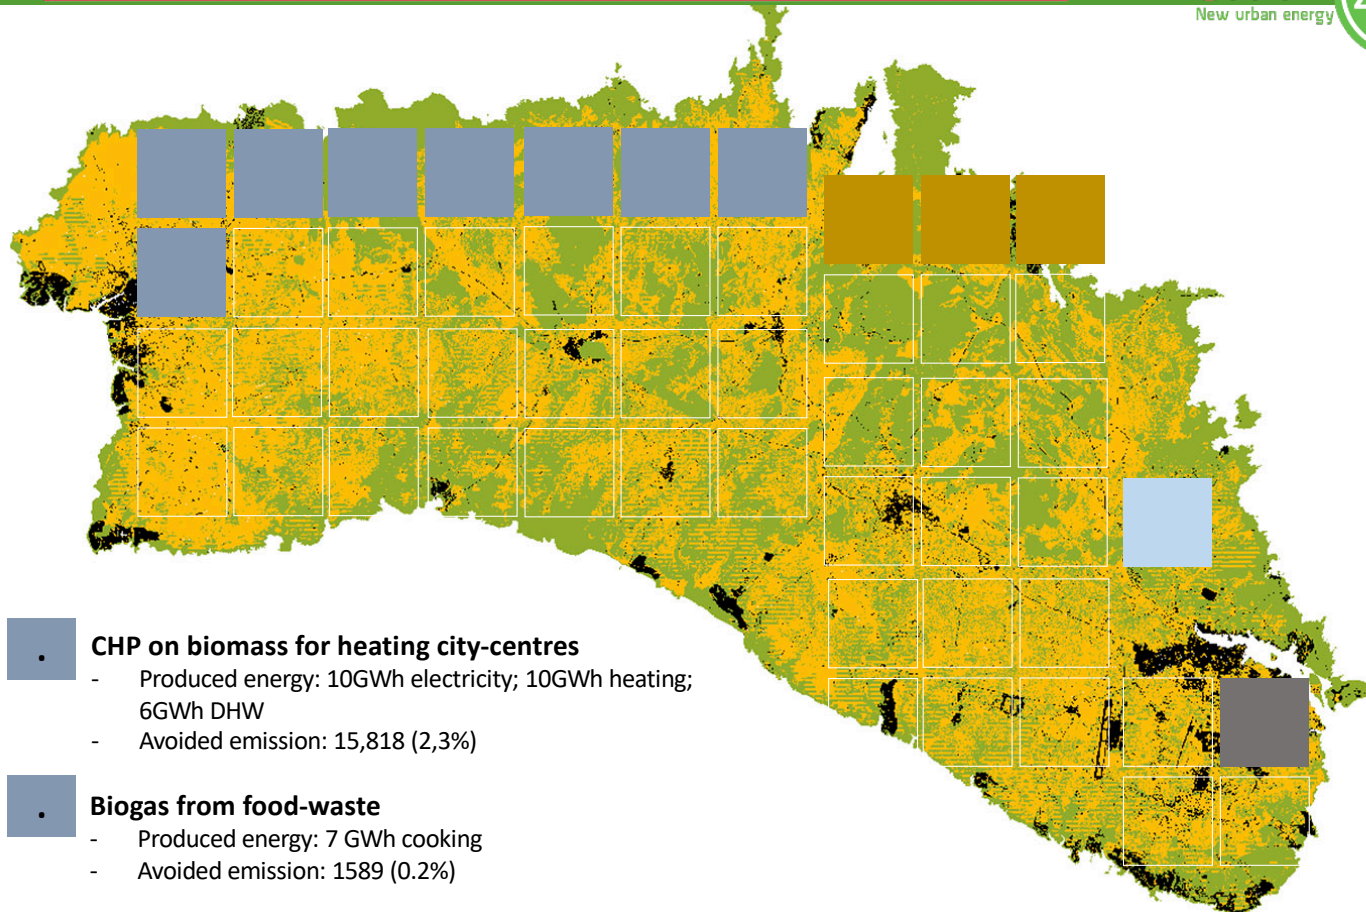 New urban energy
.
CHP on biomass for heating city-centres
- Produced energy: 10GWh electricity; 10GWh heating;
6GWh DHW
- Avoided emission: 15,818 (2,3%)
.
Biogas from food-waste
- Produced energy: 7 GWh cooking
- Avoided emission: 1589 (0.2%)